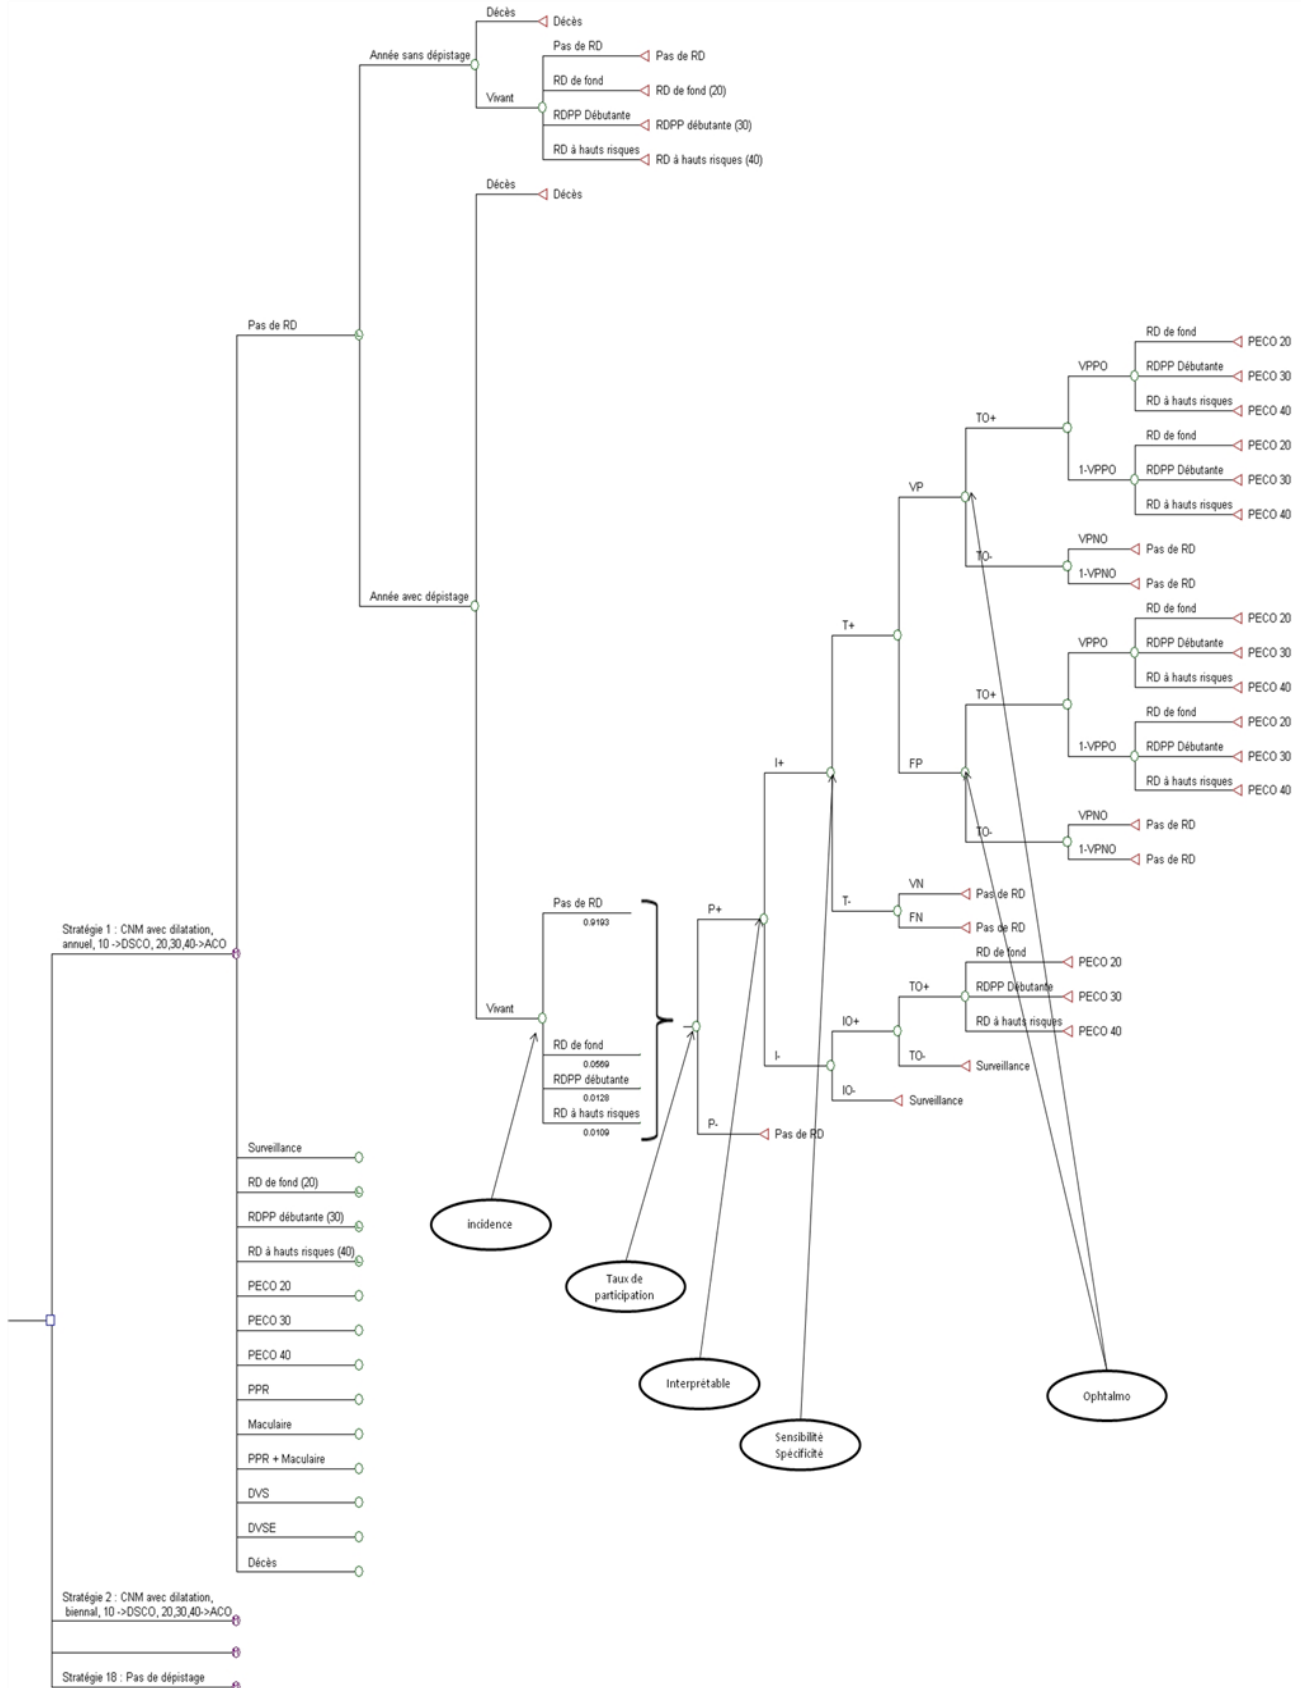 Décès
Décès
Année sans dépistage
Pas de RD
Pas de RD
RD de fond
RD de fond (20)
Vivant
RDPP Débutante
RDPP débutante (30)
RD à hauts risques
RD à hauts risques (40)
Décès
Décès
Pas de RD
Année avec dépistage
RD de fond
PECO 20
VPPO
RDPP Débutante
PECO 30
RD à hauts risques
PECO 40
TO+
RD de fond
PECO 20
1-VPPO
RDPP Débutante
PECO 30
RD à hauts risques
PECO 40
VP
VPNO
Pas de RD
TO-
1-VPNO
Pas de RD
T+
RD de fond
PECO 20
VPPO
RDPP Débutante
PECO 30
RD à hauts risques
PECO 40
TO+
RD de fond
PECO 20
1-VPPO
RDPP Débutante
PECO 30
RD à hauts risques
PECO 40
FP
VPNO
Pas de RD
TO-
1-VPNO
Pas de RD
I+
VN
Pas de RD
T-
FN
Pas de RD
P+
Pas de RD
0.9193
RD de fond
PECO 20
TO+
RDPP Débutante
PECO 30
RD à hauts risques
PECO 40
IO+
TO-
Surveillance
I-
IO-
Surveillance
P-
Pas de RD
Vivant
RD de fond
0.0569
RDPP débutante
0.0128
RD à hauts risques
0.0109
Stratégie 1 : CNM avec dilatation,
annuel, 10 ->DSCO, 20,30,40->ACO
Surveillance
RD de fond (20)
RDPP débutante (30)
RD à hauts risques (40)
PECO 20
PECO 30
PECO 40
PPR
Maculaire
PPR + Maculaire
DVS
DVSE
Décès
incidence
Taux de
participation
Interprétable
Sensibilité
Spécificité
Ophtalmo
Stratégie 2 : CNM avec dilatation,
biennal, 10 ->DSCO, 20,30,40->ACO
Stratégie 18 : Pas de dépistage